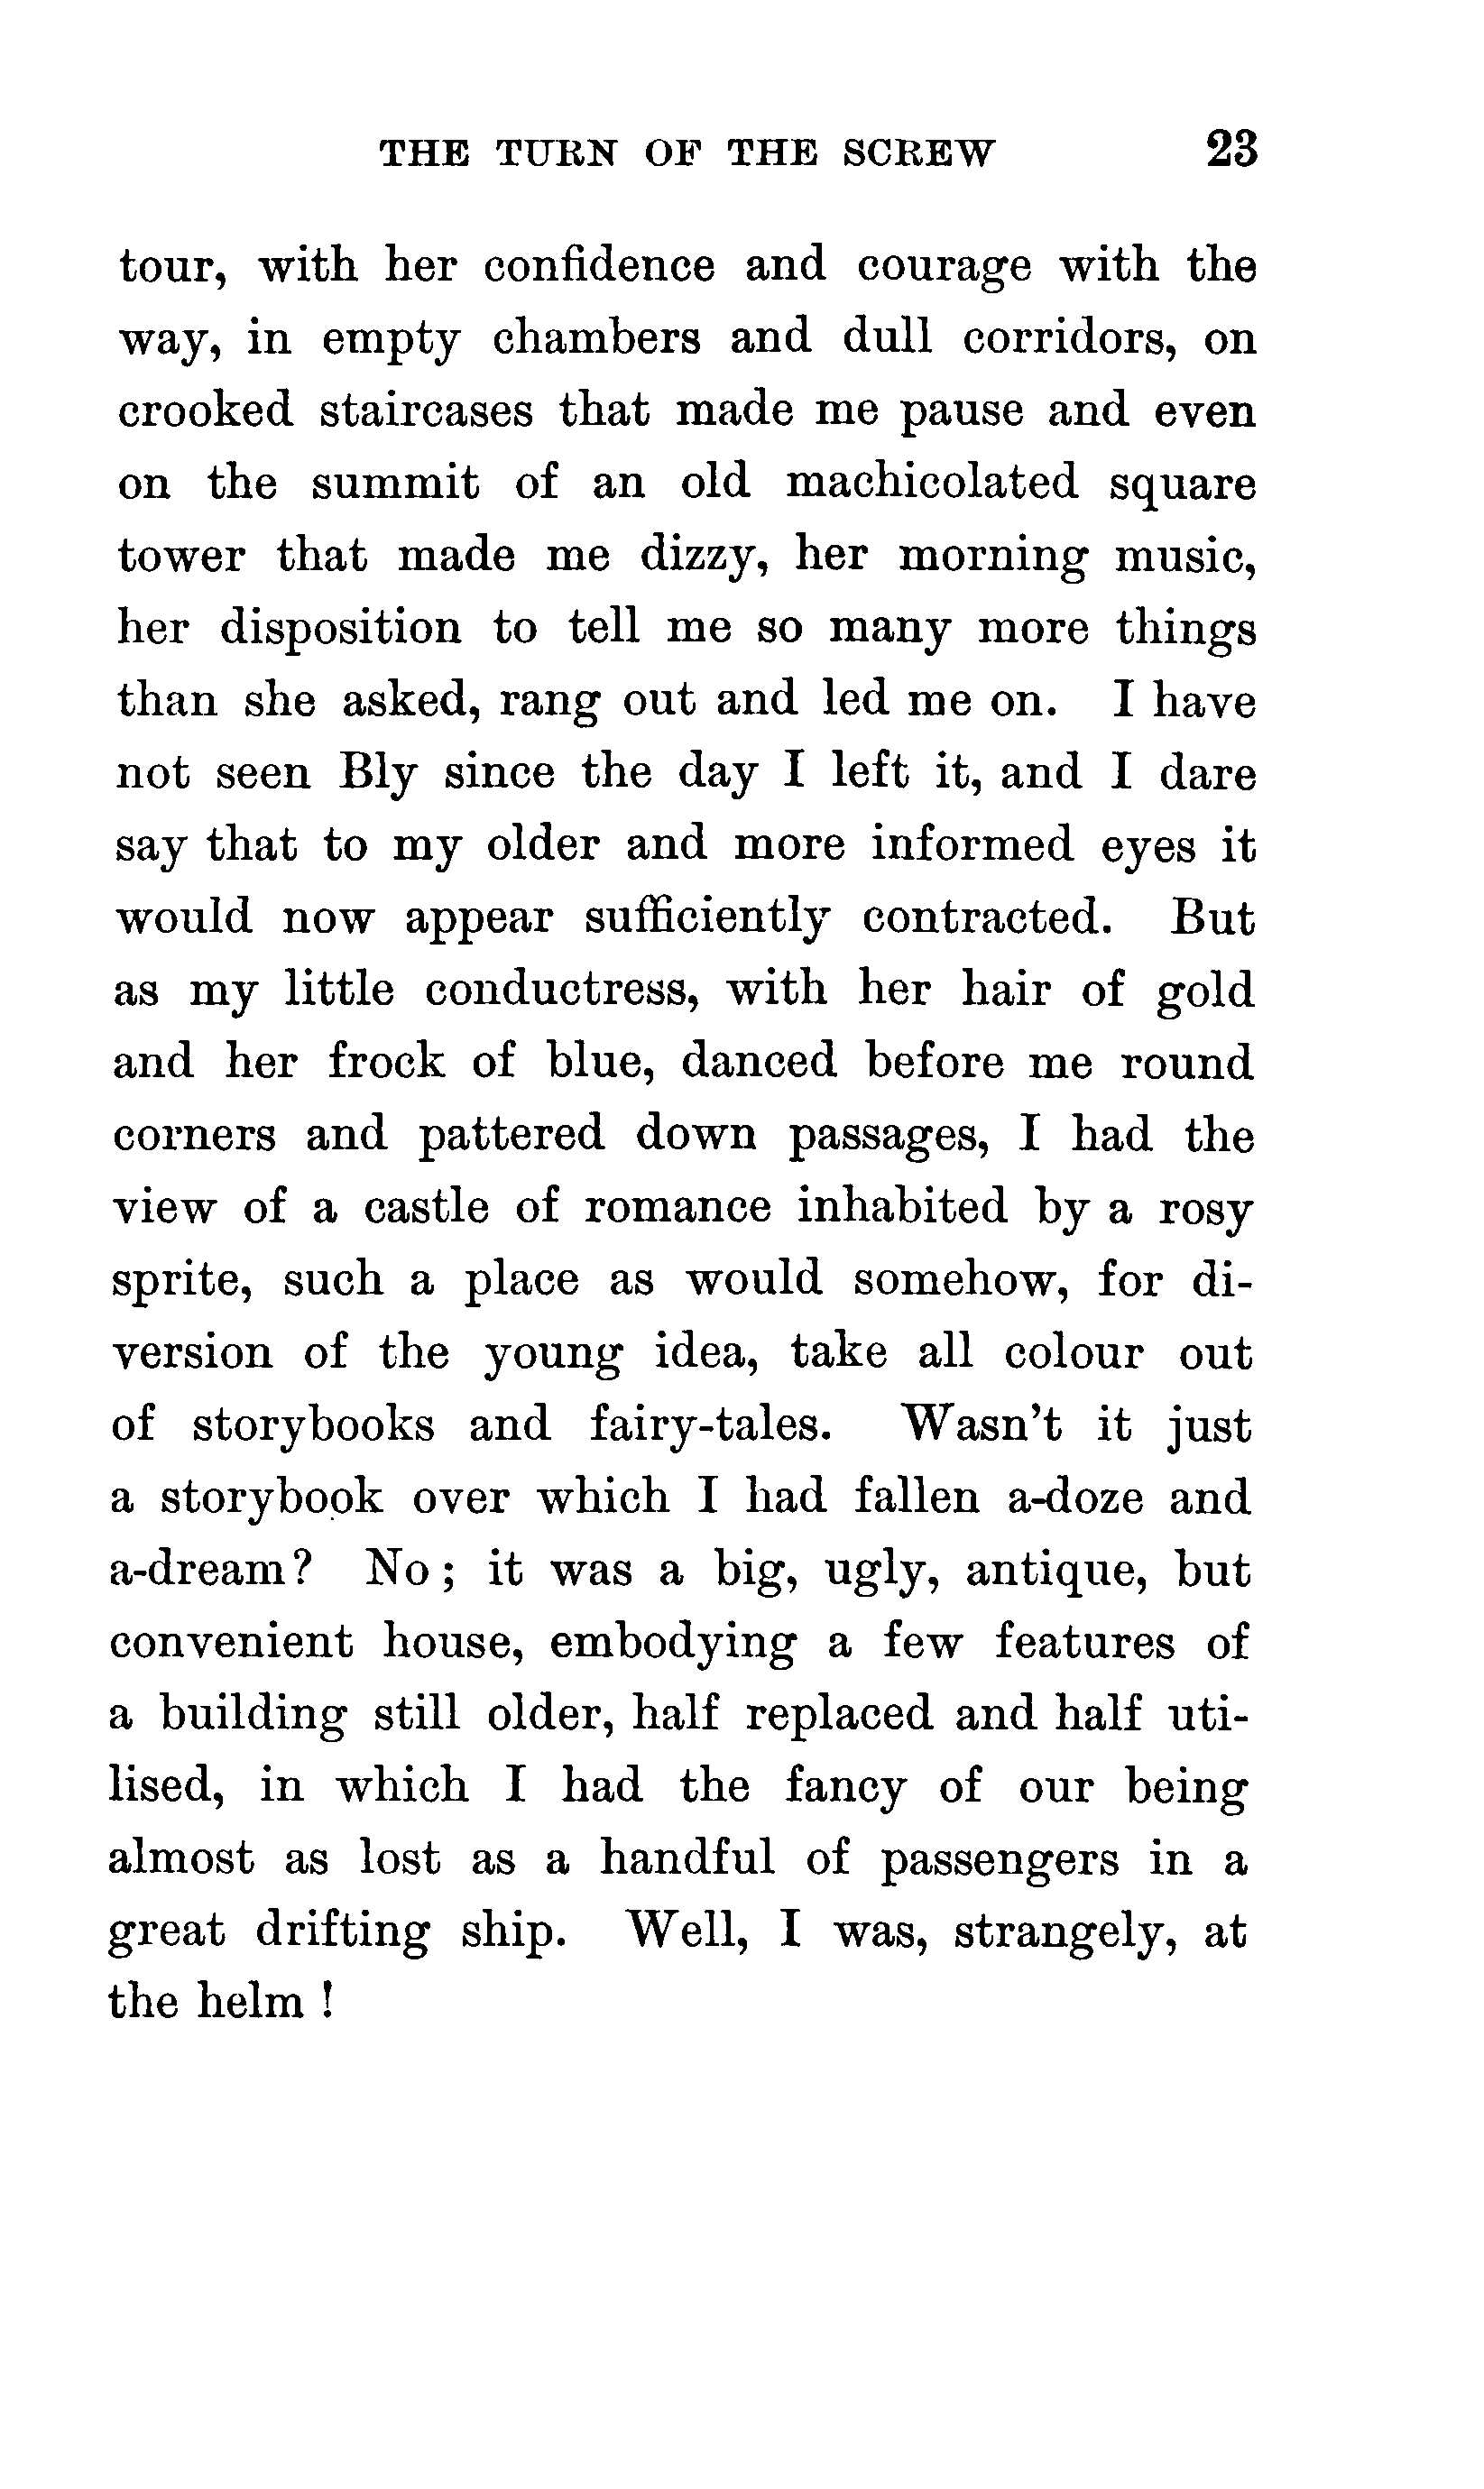 THE TURN OF THE SCREW 23
tour, with her confidence and courage with the
way, in empty chambers and dull corridors, on
crooked staircases that made me pause and even
on the summit of an old machicolated square
tower that made me dizzy, her morning music,
her disposition to tell me so many more things
than she asked, rang out and led me on. I have
not seen Bly since the day I left it, and I dare
say that to my older and more informed eyes it
would now appear sufficiently contracted. But
as my little conductress, with her hair of gold
and her frock of blue, danced before me round
corners and pattered down passages, I had the
view of a castle of romance inhabited by a rosy
sprite, such a place as would somehow, for di-
version of the young idea, take all colour out
of storybooks and fairy-tales. Wasn't it just
a storybook over which I had fallen a-doze and
a-dream? No; it was a big, ugly, antique, but
convenient house, embodying a few features of
a building still older, half replaced and half uti-
lised, in which I had the fancy of our being
almost as lost as a handful of passengers in a
great drifting ship. Well, I was, strangely, at
the helm!